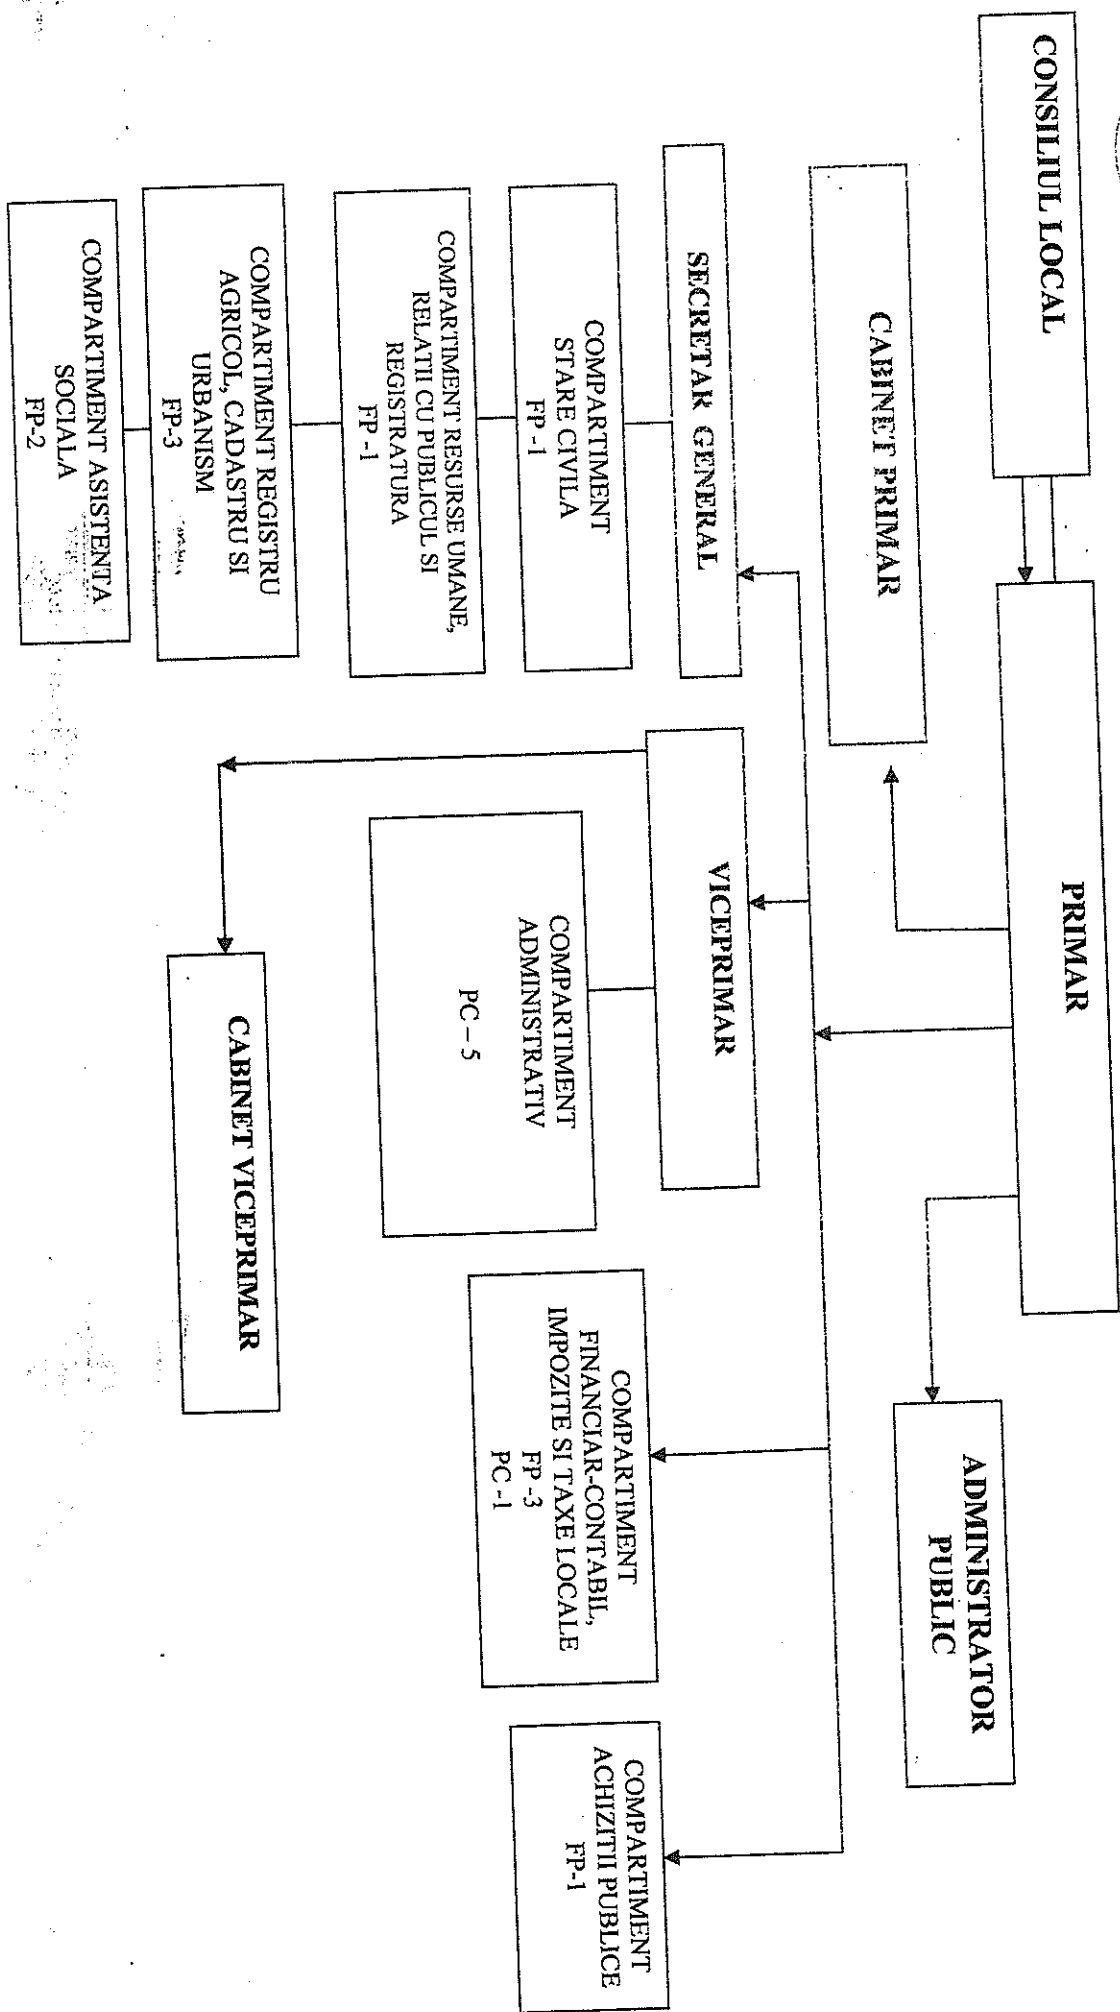 CONSILIUL LOCAL
PRIMAR
CABINET PRIMAR
ADMINISTRATOR
PUBLIC
SECRETAR GENERAL
VICEPRIMAR
COMPARTIMENT
FINANCIAR-CONTABIL,
IMPOZITE SI TAXE LOCALE
FP -3
PC -1
COMPARTIMENT
ACHIZITII PUBLICE
FP-1
COMPARTIMENT
STARE CIVILA
FP -1
COMPARTIMENT
ADMINISTRATIV
PC – 5
COMPARTIMENT RESURSE UMANE,
RELATII CU PUBLICUL SI
REGISTRATURA
FP -1
COMPARTIMENT REGISTRU
AGRICOL, CADASTRU SI
URBANISM
FP-3
CABINET VICEPRIMAR
COMPARTIMENT ASISTENTA
SOCIALA
FP-2